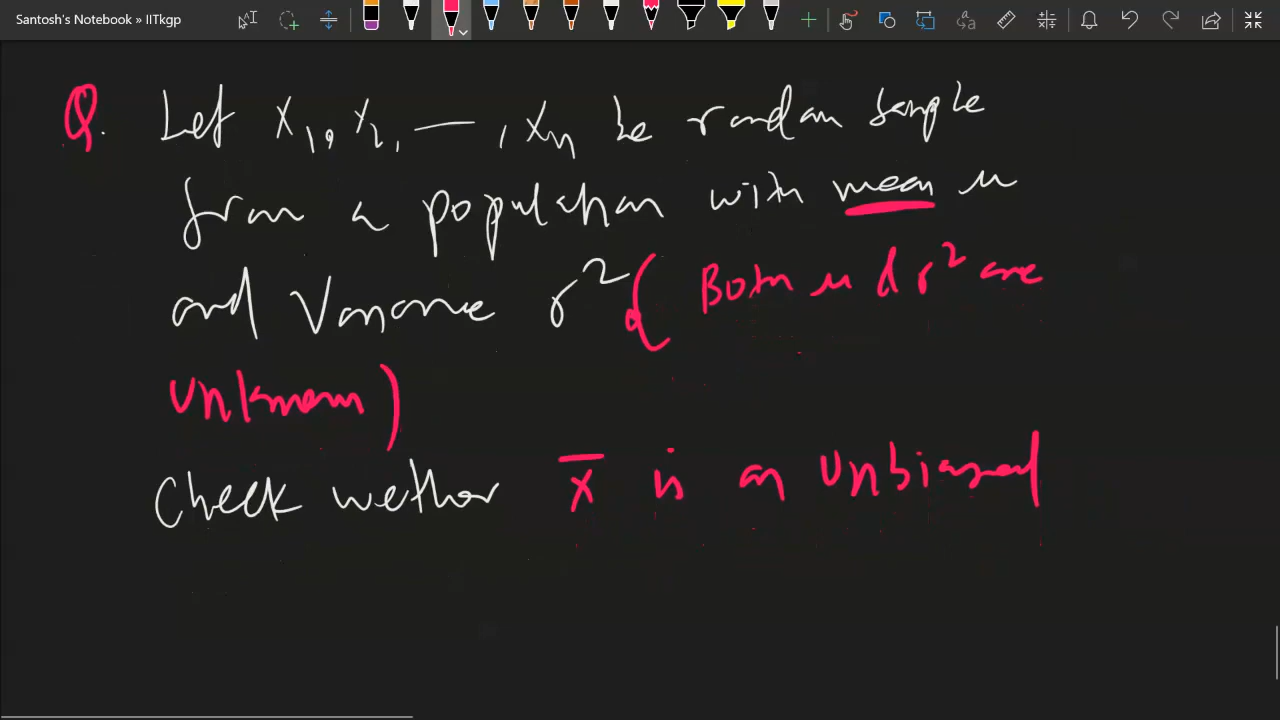 Santosh's Notebook » IITkgp
Q. Let X1, X2, — , Xn be random sample
from a population with mean μ
and Variance σ² ( Both μ & σ² are
unknown)
Check wether x̅ is an unbiased